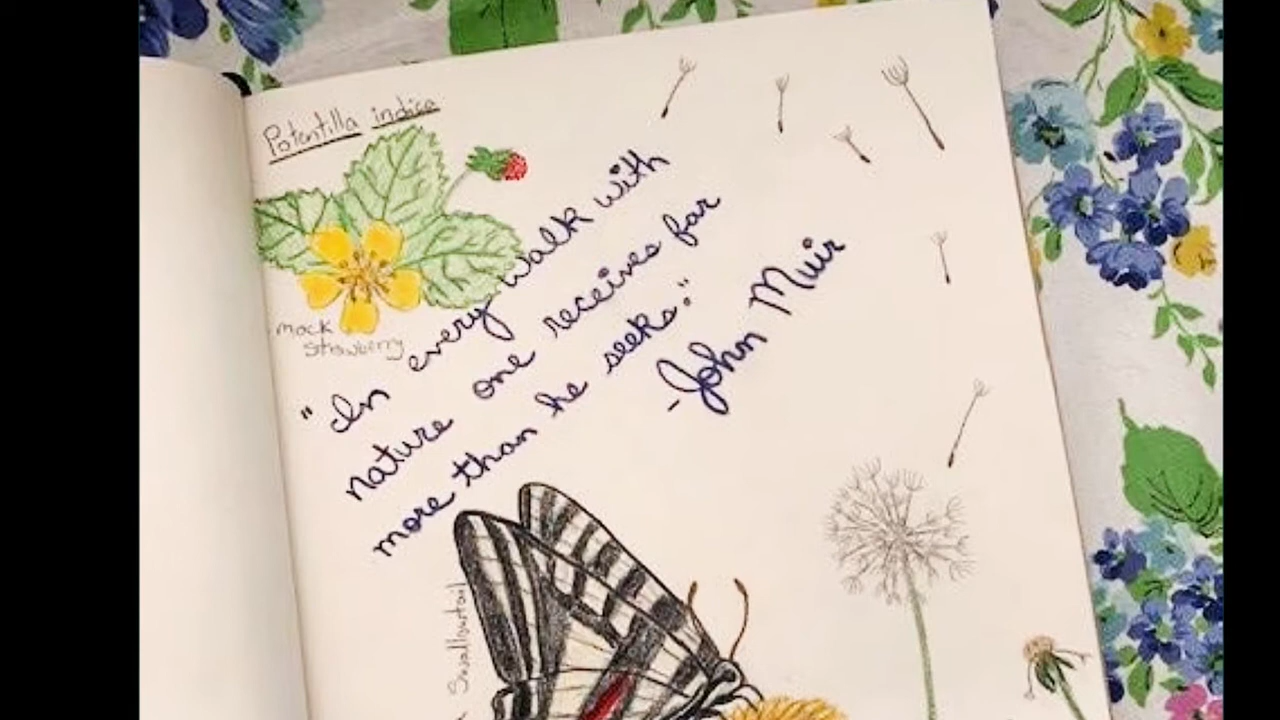 Potentilla indica
mock
strawberry
"In every walk with
nature one receives far
more than he seeks."
-John Muir
Swallowtail